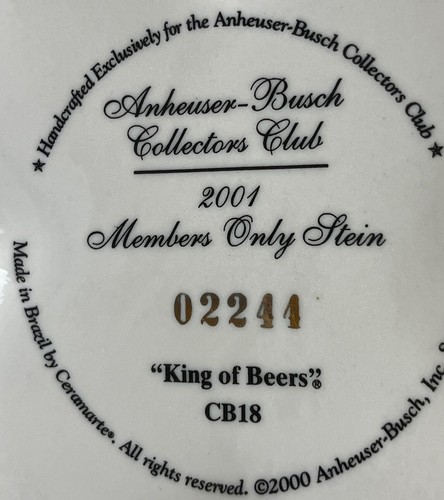 ★ Handcrafted Exclusively for the Anheuser-Busch Collectors Club ★
Anheuser-Busch
Collectors Club
2001
Members Only Stein
02244
"King of Beers"®
CB18
Made in Brazil by Ceramarte®. All rights reserved. ©2000 Anheuser-Busch, Inc.